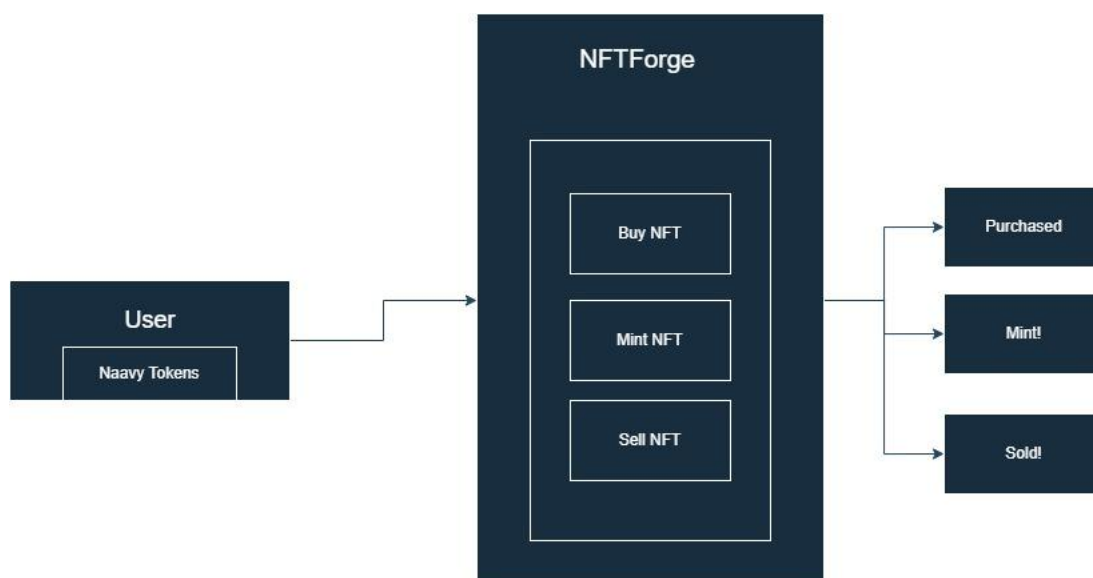 NFTForge
Buy NFT
Mint NFT
Sell NFT
User
Naavy Tokens
Purchased
Mint!
Sold!